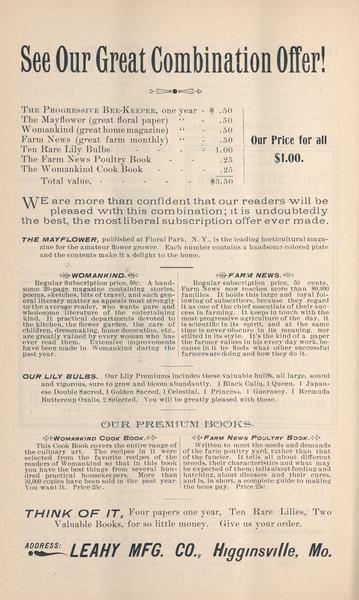 See Our Great Combination Offer!
THE PROGRESSIVE BEE-KEEPER, one year - $ .50
The Mayflower (great floral paper) " - .50
Womankind (great home magazine) " - .50
Farm News (great farm monthly) " - .50
Ten Rare Lily Bulbs - - - - 1.00
The Farm News Poultry Book - - - .25
The Womankind Cook Book - - - .25
Total value, - - - - - $3.50
Our Price for all
$1.00.
WE are more than confident that our readers will be
pleased with this combination; it is undoubtedly
the best, the most liberal subscription offer ever made.
THE MAYFLOWER, published at Floral Park, N. Y., is the leading horticultural maga-
zine for the amateur flower grower. Each number contains a handsome colored plate
and the contents make it a delight to the home.
WOMANKIND.
Regular Subscription price, 50c. A hand-
some 20-page magazine containing stories,
poems, sketches, bits of travel, and such gen-
eral literary matter as appeals most strongly
to the average reader, who wants pure and
wholesome literature of the entertaining
kind. It practical departments devoted to
the kitchen, the flower garden, the care of
children, dressmaking, home decoration, etc.,
are greatly valued by every woman who has
ever read them. Extensive improvements
have been made in Womankind during the
past year.
FARM NEWS.
Regular subscription price, 50 cents.
Farm News now reaches more than 80,000
families. It holds this large and loyal fol-
lowing of subscribers, because they regard
it as one of the chief essentials of their suc-
cess in farming. It keeps in touch with the
most progressive agriculture of the day, it
is scientific in its spirit, and at the same
time is never obscure in its meaning, nor
stilted in its style. It's the kind of a paper
the farmer values in his every day work, be-
cause in it he finds what other successful
farmers are doing and how they do it.
OUR LILY BULBS. Our Lily Premiums includes these valuable bulbs, all large, sound
and vigorous, sure to grow and bloom abundantly. 1 Black Calla, 1 Queen, 1 Japan-
ese Double Sacred, 1 Golden Sacred, 1 Celestial, 1 Princess, 1 Guernsey, 1 Bermuda
Buttercup Oxalis, 2 Selected. You will be greatly pleased with these.
OUR PREMIUM BOOKS.
WOMANKIND COOK BOOK.
This Cook Book covers the entire range of
the culinary art. The recipes in it were
selected from the favorite recipes of the
readers of Womankind so that in this book
you have the best things from several hun-
dred practical housekeepers. More than
10,000 copies have been sold in the past year.
You want it. Price 25c.
FARM NEWS POULTRY BOOK.
Written to meet the needs and demands
of the farm poultry yard, rather than that
of the fancier. It tells all about different
breeds, their characteristics and what may
be expected of them; tells about feeding and
hatching, about diseases and their cures,
and is, in short, a complete guide to making
the hens pay. Price 25c.
THINK OF IT, Four papers one year, Ten Rare Lilies, Two
Valuable Books, for so little money. Give us your order.
ADDRESS: LEAHY MFG. CO., Higginsville, Mo.